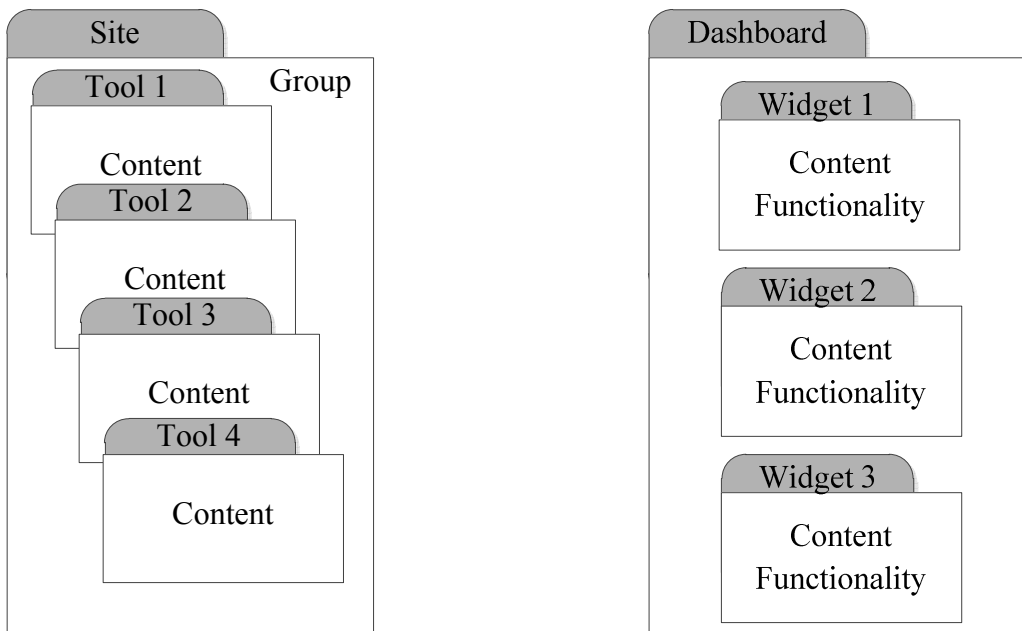 Site
Group
Tool 1
Content
Tool 2
Content
Tool 3
Content
Tool 4
Content
Dashboard
Widget 1
Content
Functionality
Widget 2
Content
Functionality
Widget 3
Content
Functionality